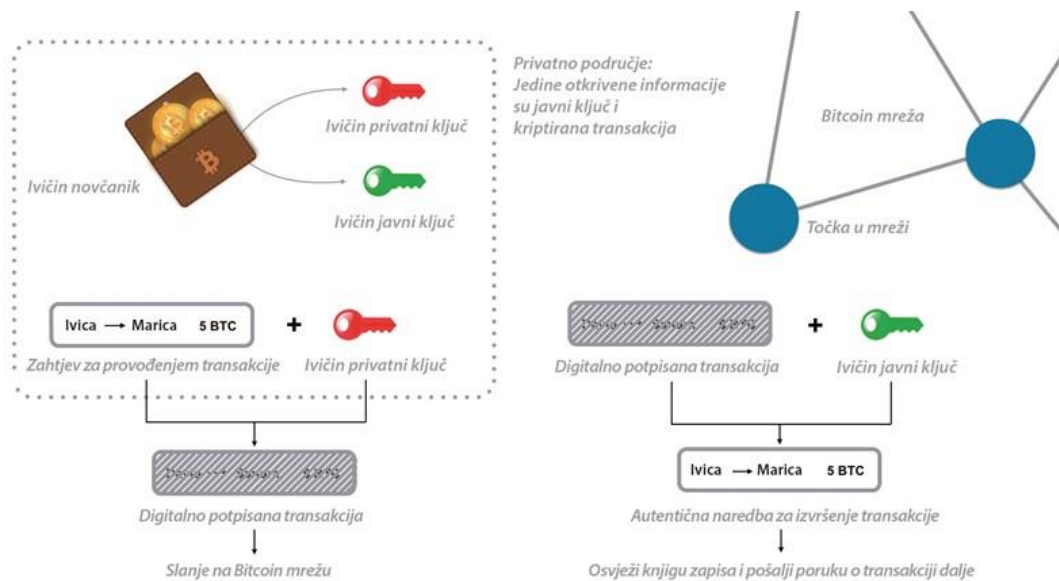 Ivičin novčanik
Ivičin privatni ključ
Ivičin javni ključ
Ivica → Marica 5 BTC
+
Zahtjev za provođenjem transakcije
Ivičin privatni ključ
Digitalno potpisana transakcija
Slanje na Bitcoin mrežu
Privatno područje:
Jedine otkrivene informacije
su javni ključ i
kriptirana transakcija
Bitcoin mreža
Točka u mreži
+
Digitalno potpisana transakcija
Ivičin javni ključ
Ivica → Marica 5 BTC
Autentična naredba za izvršenje transakcije
Osvježi knjigu zapisa i pošalji poruku o transakciji dalje